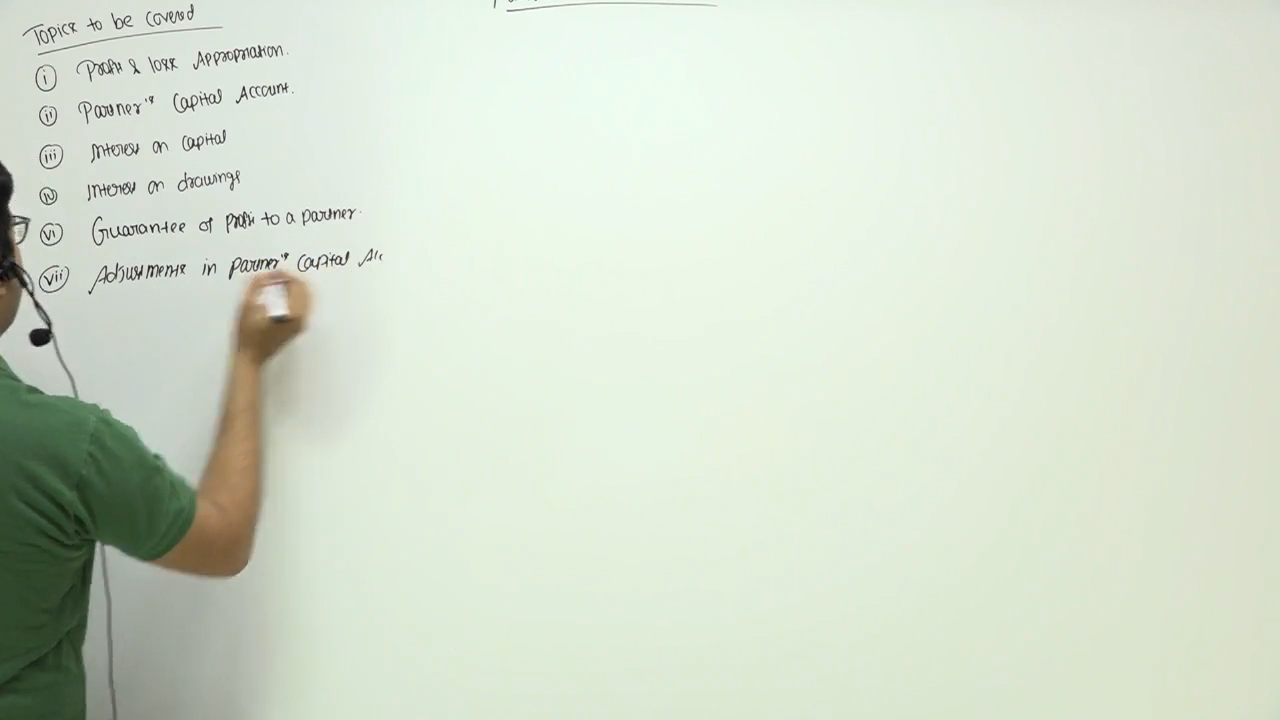 Topics to be Covered
(i) Profit & loss Appropriation.
(ii) Partner's Capital Account.
(iii) Interest on Capital
(iv) Interest on drawings
(vi) Guarantee of Profit to a partner.
(vii) Adjustments in Partner's Capital A/c